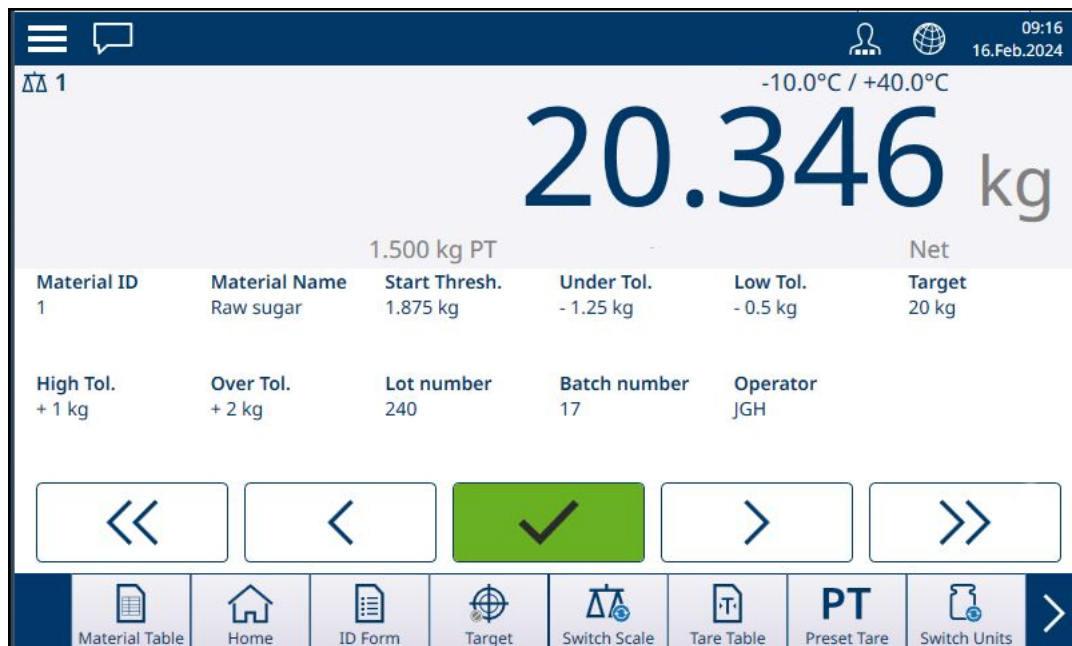 09:16
16.Feb.2024
1
-10.0°C / +40.0°C
20.346 kg
1.500 kg PT
Net
Material ID Material Name Start Thresh. Under Tol. Low Tol. Target
1 Raw sugar 1.875 kg - 1.25 kg - 0.5 kg 20 kg
High Tol. Over Tol. Lot number Batch number Operator
+ 1 kg + 2 kg 240 17 JGH
PT
Material Table Home ID Form Target Switch Scale Tare Table Preset Tare Switch Units